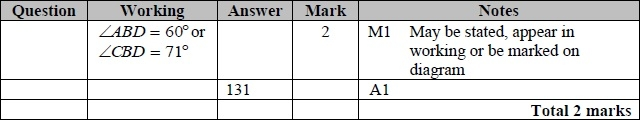 Question Working Answer Mark Notes
∠ABD = 60° or 2 M1 May be stated, appear in
∠CBD = 71° working or be marked on
diagram
131 A1
Total 2 marks